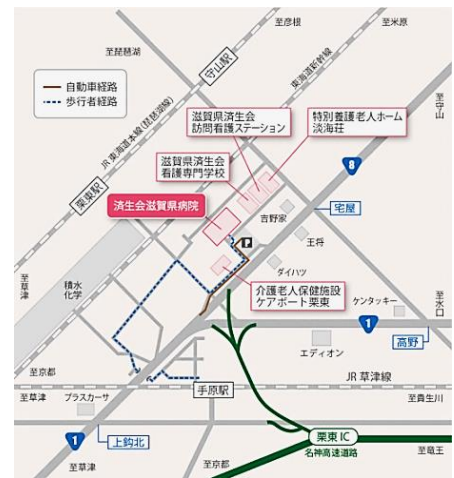 至彦根
至米原
至琵琶湖
守山駅
東海道新幹線
自動車経路
歩行者経路
JR東海道本線(琵琶湖線)
至守山
滋賀県済生会
訪問看護ステーション
特別養護老人ホーム
淡海荘
滋賀県済生会
看護専門学校
8
栗東駅
済生会滋賀県病院
宅屋
吉野家
P
王将
至草津
積水
化学
ダイハツ
介護老人保健施設
ケアポート栗東
ケンタッキー
至水口
1
高野
エディオン
至京都
JR 草津線
手原駅
至草津
プラスカーサ
至貴生川
1
上鈎北
栗東 IC
名神高速道路
至草津
至京都
至竜王